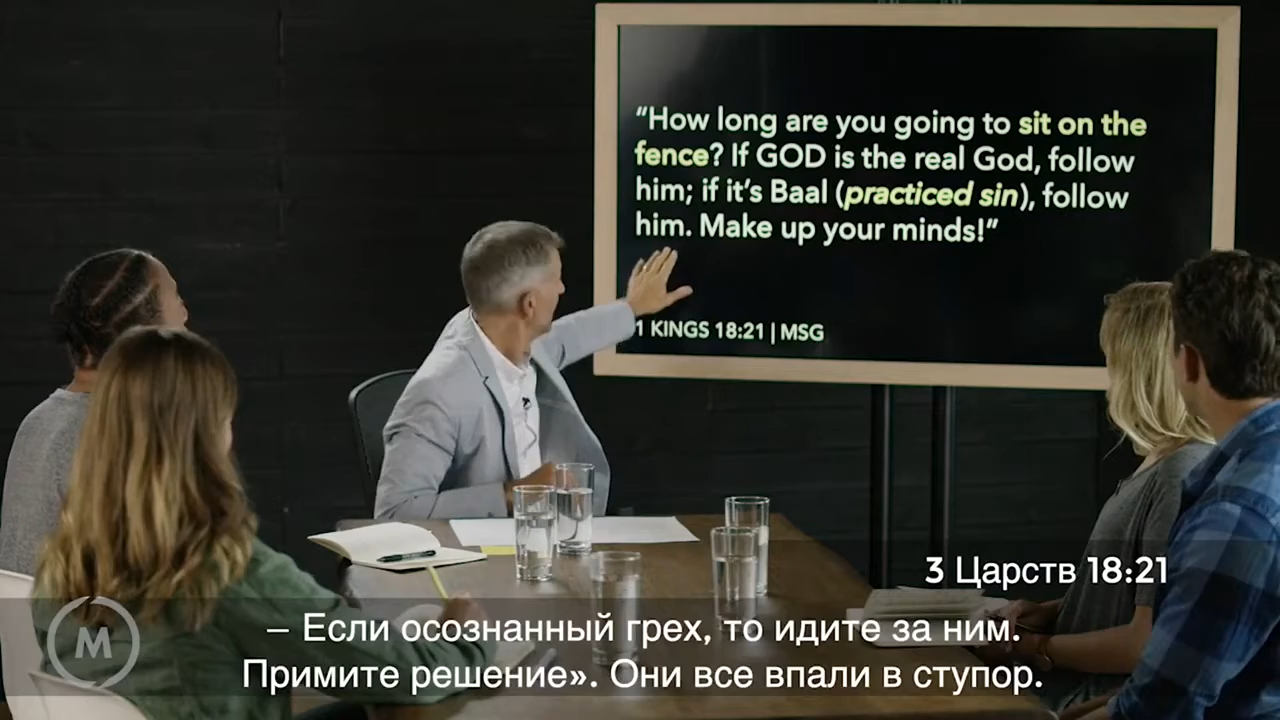 “How long are you going to sit on the
fence? If GOD is the real God, follow
him; if it’s Baal (practiced sin), follow
him. Make up your minds!”
1 KINGS 18:21 | MSG
3 Царств 18:21
– Если осознанный грех, то идите за ним.
Примите решение». Они все впали в ступор.
M